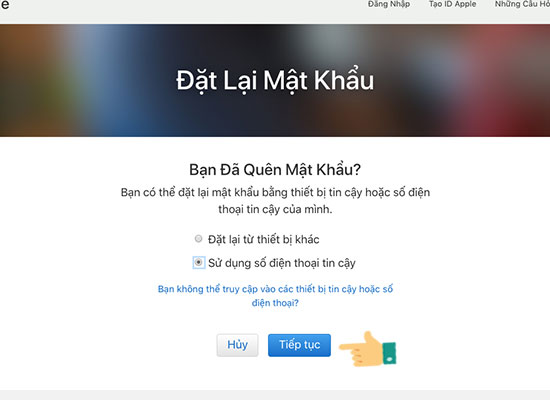 e
Đăng Nhập Tạo ID Apple Những Câu Hỏ
Đặt Lại Mật Khẩu
Bạn Đã Quên Mật Khẩu?
Bạn có thể đặt lại mật khẩu bằng thiết bị tin cậy hoặc số điện
thoại tin cậy của mình.
Đặt lại từ thiết bị khác
Sử dụng số điện thoại tin cậy
Bạn không thể truy cập vào các thiết bị tin cậy hoặc số
điện thoại?
Hủy Tiếp tục